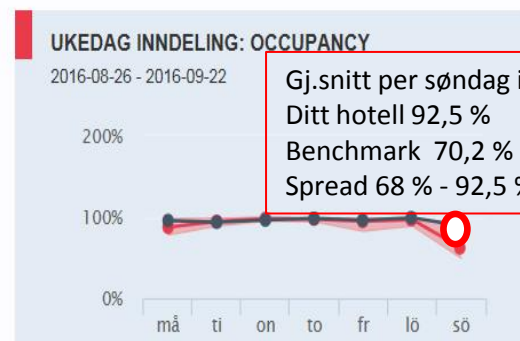 UKEDAG INNDELING: OCCUPANCY
2016-08-26 - 2016-09-22
Gj.snitt per søndag i
Ditt hotell 92,5 %
Benchmark 70,2 %
Spread 68 % - 92,5 %
200%
100%
0%
må ti on to fr lö sö